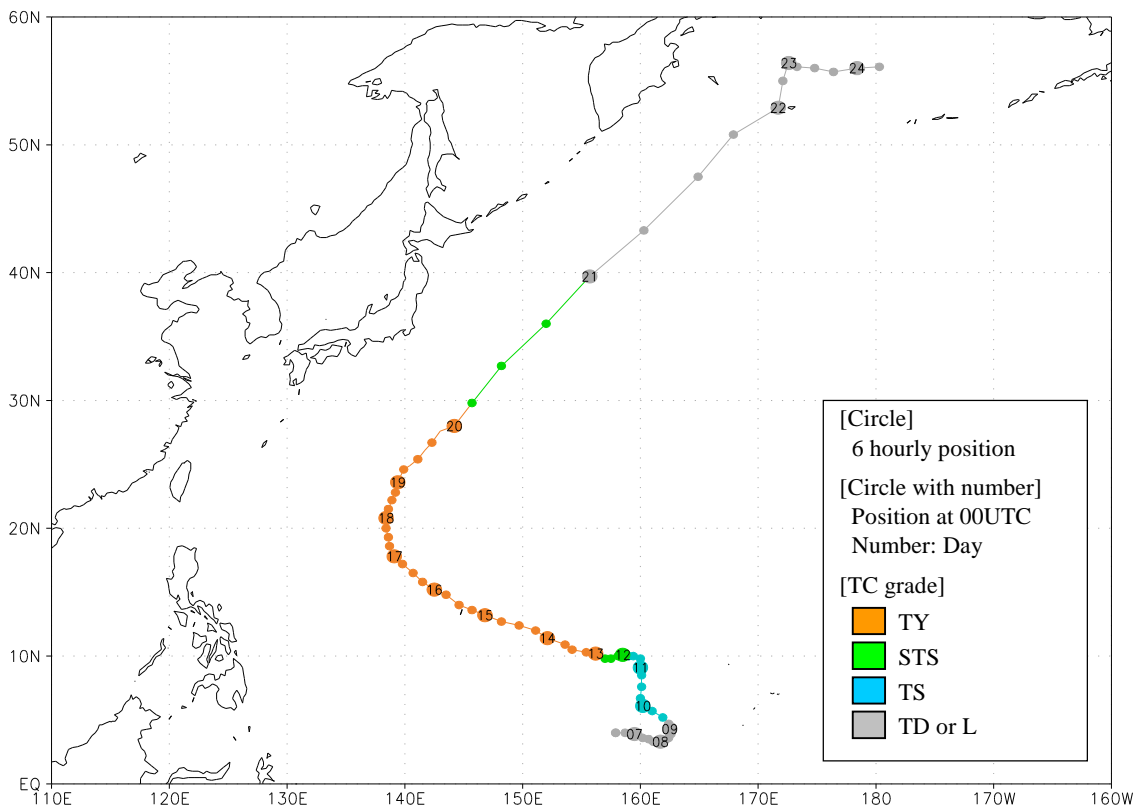 60N
50N
40N
30N
20N
10N
EQ
110E 120E 130E 140E 150E 160E 170E 180 170W 160W
23
24
22
21
20
19
18
17
16
15
14
13
12
11
10
09
07
08
[Circle]
6 hourly position
[Circle with number]
Position at 00UTC
Number: Day
[TC grade]
TY
STS
TS
TD or L